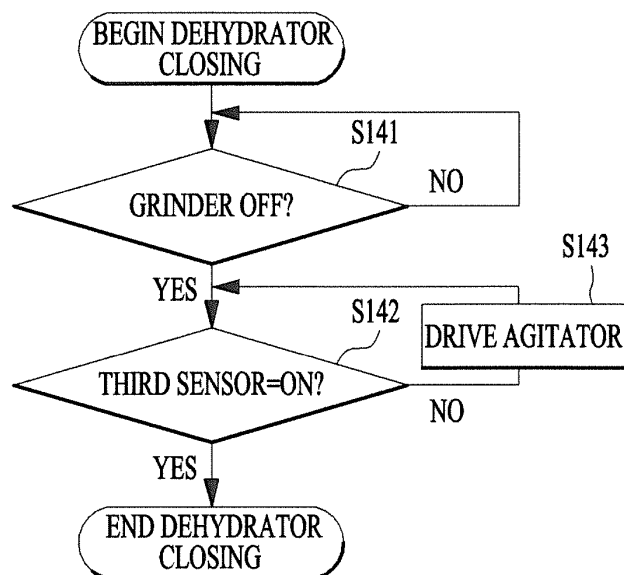 BEGIN DEHYDRATOR
CLOSING
S141
GRINDER OFF?
NO
YES
S143
DRIVE AGITATOR
S142
THIRD SENSOR=ON?
NO
YES
END DEHYDRATOR
CLOSING